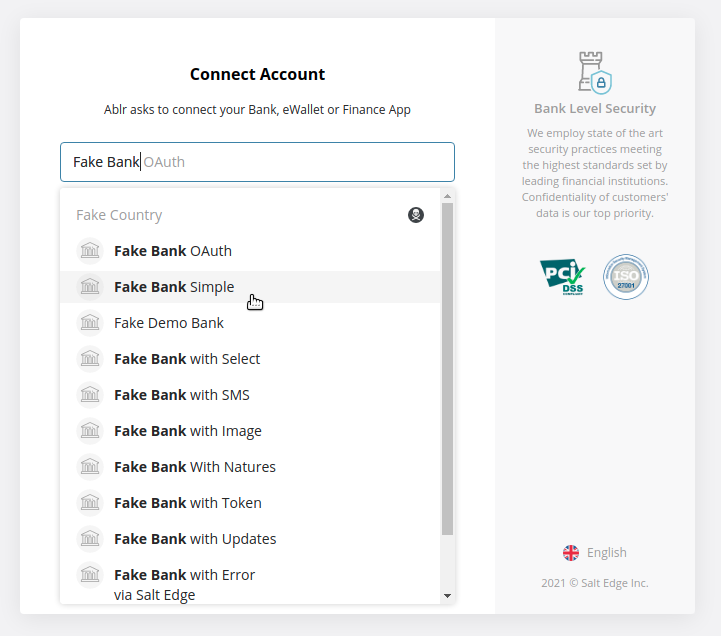 Connect Account
Ablr asks to connect your Bank, eWallet or Finance App
Fake Bank OAuth
Fake Country
Fake Bank OAuth
Fake Bank Simple
Fake Demo Bank
Fake Bank with Select
Fake Bank with SMS
Fake Bank with Image
Fake Bank With Natures
Fake Bank with Token
Fake Bank with Updates
Fake Bank with Error
via Salt Edge
Bank Level Security
We employ state of the art
security practices meeting
the highest standards set by
leading financial institutions.
Confidentiality of customers'
data is our top priority.
PCI
DSS
COMPLIANT
ISO
27001
English
2021 © Salt Edge Inc.